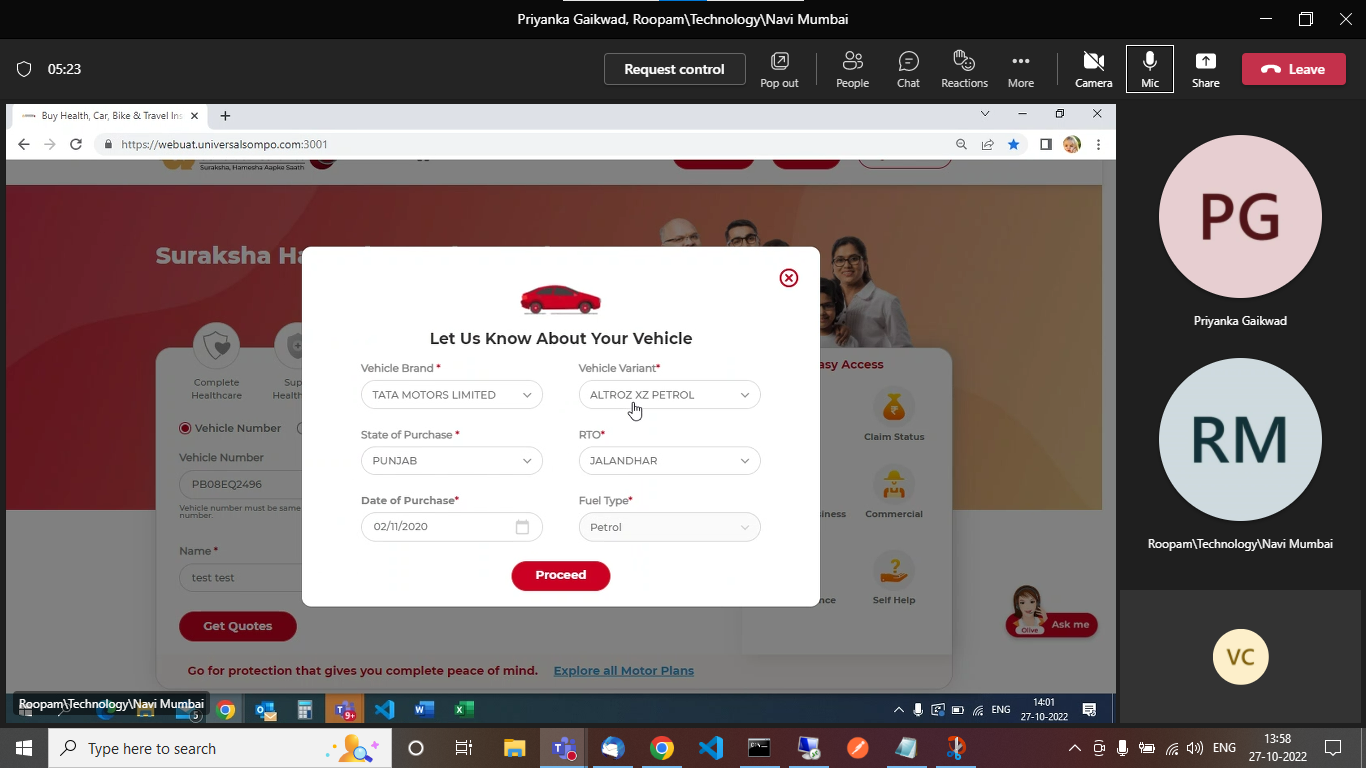 Priyanka Gaikwad, Roopam\Technology\Navi Mumbai
05:23
Request control
Pop out
People
Chat
Reactions
More
Camera
Mic
Share
Leave
Buy Health, Car, Bike & Travel Ins
https://webuat.universalsompo.com:3001
Suraksha, Hamesha Aapke Saath
Suraksha Ha
Let Us Know About Your Vehicle
Vehicle Brand *
Vehicle Variant*
TATA MOTORS LIMITED
ALTROZ XZ PETROL
State of Purchase *
RTO*
PUNJAB
JALANDHAR
Date of Purchase*
Fuel Type*
02/11/2020
Petrol
Proceed
Complete
Healthcare
Sup
Health
Vehicle Number
Vehicle Number
PB08EQ2496
Vehicle number must be same
number.
Name *
test test
Get Quotes
Go for protection that gives you complete peace of mind.
Explore all Motor Plans
asy Access
Claim Status
iness
Commercial
nce
Self Help
Olive
Ask me
PG
Priyanka Gaikwad
RM
Roopam\Technology\Navi Mumbai
VC
Roopam\Technology\Navi Mumbai
5
9+
ENG
14:01
27-10-2022
Type here to search
ENG
13:58
27-10-2022